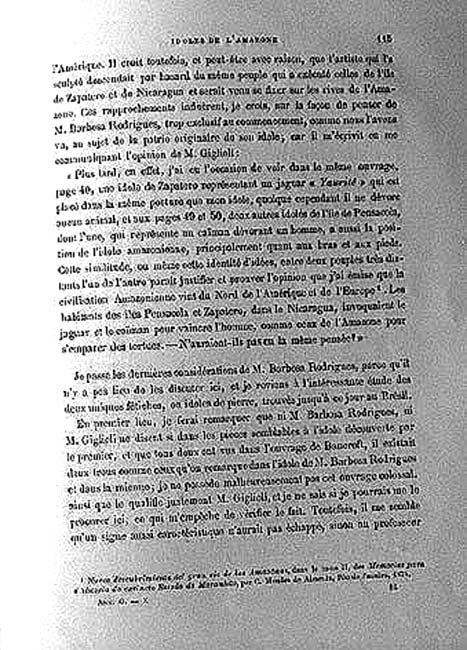 IDOLES DE L'AMAZONE 115
l'Amérique. Il croit toutefois, et peut-être avec raison, que l'artiste qui l'a
sculpté descendait par hasard du même peuple qui a exécuté celles de l'île
de Zapatero et de Nicaragua et serait venu se fixer sur les rives de l'Ama-
zone. Ces rapprochements induèrent, je crois, sur la façon de penser de
M. Barbosa Rodrigues, trop exclusif au commencement, comme nous l'avons
vu, au sujet de la patrie originaire de son idole; car il m'écrivit en me
communiquant l'opinion de M. Giglioli:
« Plus tard, en effet, j'ai eu l'occasion de voir dans le même ouvrage,
page 40, une idole de Zapatero représentant un jaguar qui est
placé dans la même posture que mon idole, quoique cependant il ne dévore
aucun animal, et aux pages 49 et 50, deux autres idoles de l'île de Pensacola,
dont l'une, qui représente un caïman dévorant un homme, a aussi la posi-
tion de l'idole amazonienne, principalement quant aux bras et aux pieds.
Cette similitude, ou même cette identité d'idées, entre deux peuples très dis-
tants l'un de l'autre paraît justifier et prouver l'opinion que j'ai émise que la
civilisation Amazonienne vint du Nord de l'Amérique et de l'Europe ¹. Les
habitants des îles Pensacola et Zapatero, dans le Nicaragua, invoquaient le
jaguar et le caïman pour vaincre l'homme, comme ceux de l'Amazone pour
s'emparer des tortues. — N'auraient-ils pas eu la même pensée? »
Je passe les dernières considérations de M. Barbosa Rodrigues, parce qu'il
n'y a pas lieu de les discuter ici, et je reviens à l'intéressante étude des
deux uniques fétiches, ou idoles de pierre, trouvés jusqu'à ce jour au Brésil.
En premier lieu, je ferai remarquer que ni M. Barbosa Rodrigues, ni
M. Giglioli ne disent si dans les pièces semblables à l'idole découverte par
le premier, et que tous deux ont vus dans l'ouvrage de Bancroft, il existait
deux trous comme ceux qu'on remarque dans l'idole de M. Barbosa Rodrigues
et dans la mienne; je ne possède malheureusement pas cet ouvrage colossal,
ainsi que le qualifie justement M. Giglioli, et je ne sais si je pourrais me le
procurer ici, ce qui m'empêche de vérifier le fait. Toutefois, il me semble
qu'un signe aussi caractéristique n'aurait pas échappé, sinon au professeur
¹ Nuevo descubrimiento del gran rio de las Amazonas, dans le tome II, des Memorias para
a historia do extincto Estado do Maranhão, par C. Mendes de Almeida, Rio de Janeiro, 1874.